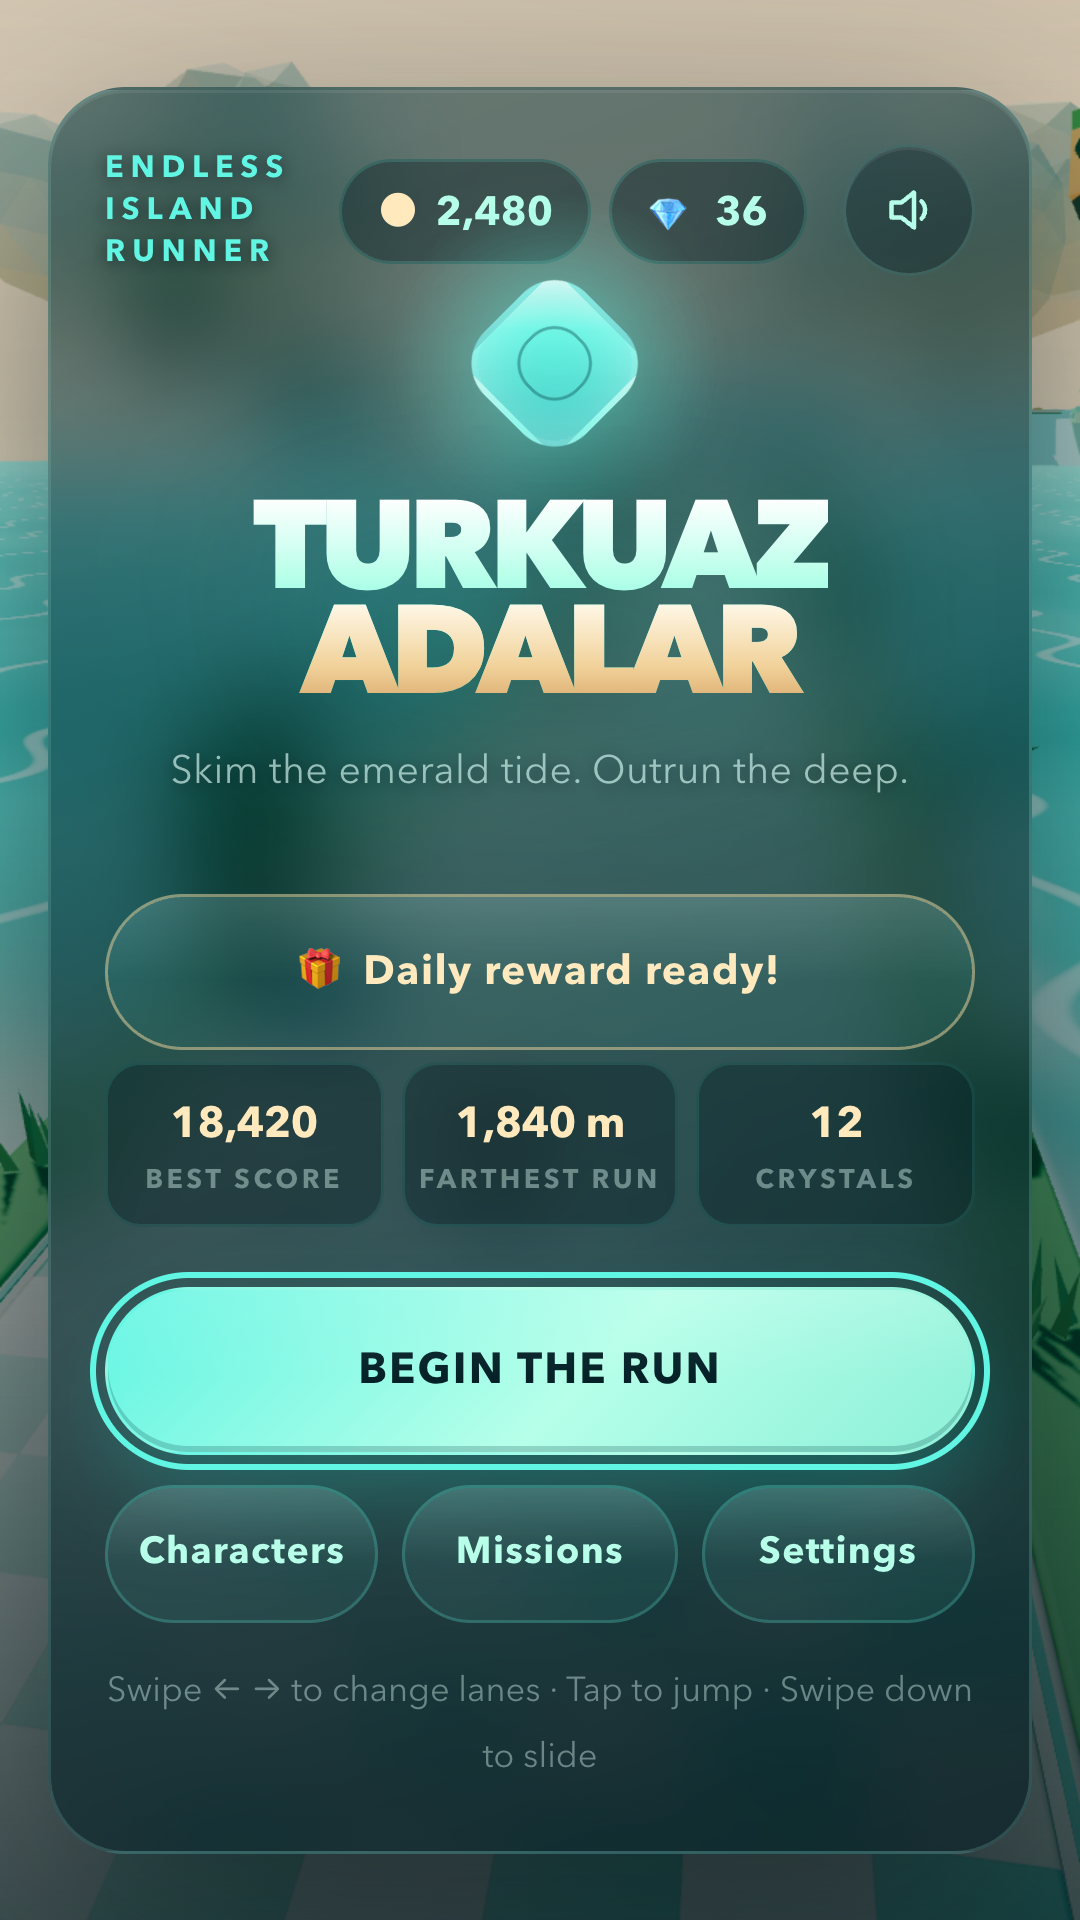 ENDLESS
ISLAND
RUNNER
2,480
36
TURKUAZ
ADALAR
Skim the emerald tide. Outrun the deep.
Daily reward ready!
18,420
BEST SCORE
1,840 m
FARTHEST RUN
12
CRYSTALS
BEGIN THE RUN
Characters
Missions
Settings
Swipe ← → to change lanes · Tap to jump · Swipe down
to slide